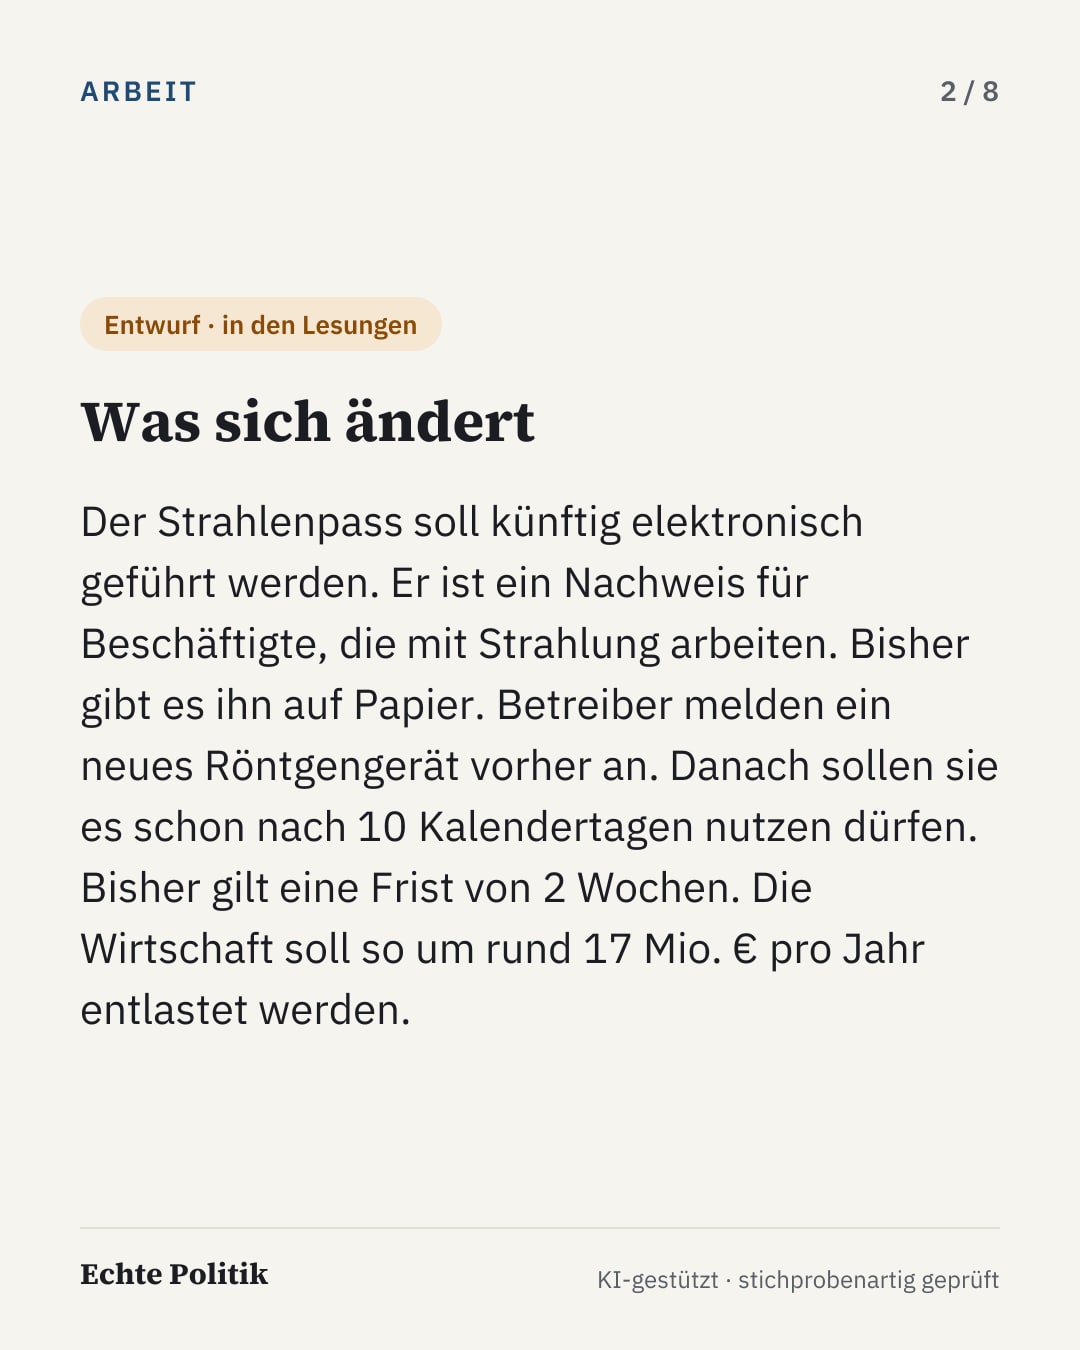 ARBEIT
2 / 8
Entwurf · in den Lesungen
Was sich ändert
Der Strahlenpass soll künftig elektronisch
geführt werden. Er ist ein Nachweis für
Beschäftigte, die mit Strahlung arbeiten. Bisher
gibt es ihn auf Papier. Betreiber melden ein
neues Röntgengerät vorher an. Danach sollen sie
es schon nach 10 Kalendertagen nutzen dürfen.
Bisher gilt eine Frist von 2 Wochen. Die
Wirtschaft soll so um rund 17 Mio. € pro Jahr
entlastet werden.
Echte Politik
KI-gestützt · stichprobenartig geprüft